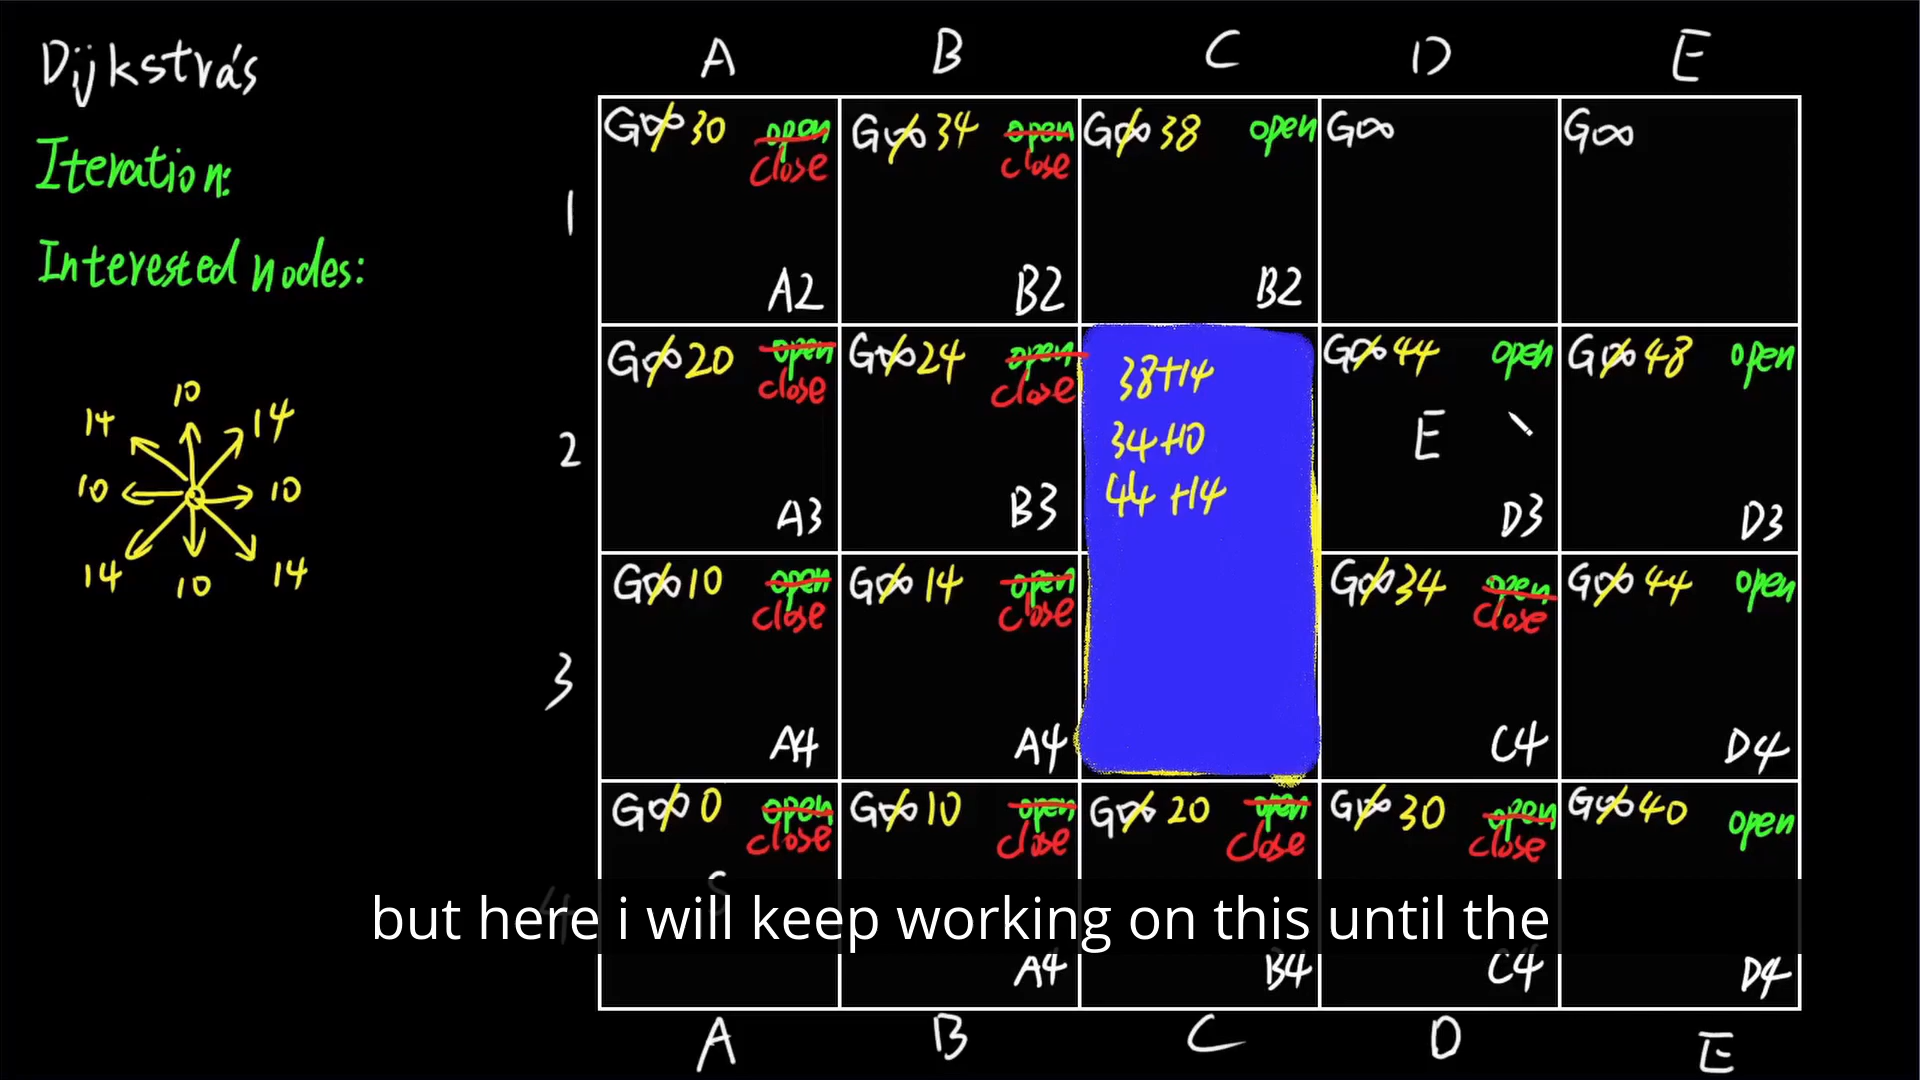 Dijkstra's
Iteration:
Interested nodes:
10
14 14
10 10
14 10 14
A B C D E
1
G∞ 30 open close A2
G∞ 34 open close B2
G∞ 38 open B2
G∞
G∞
2
G∞ 20 open close A3
G∞ 24 open close B3
38+14
34+10
44+14
G∞ 44 open E D3
G∞ 48 open D3
3
G∞ 10 open close A4
G∞ 14 open close A4
G∞ 34 open close C4
G∞ 44 open D4
4
G∞ 0 open close S
G∞ 10 open close A4
G∞ 20 open close B4
G∞ 30 open close C4
G∞ 40 open D4
but here i will keep working on this until the
A B C D E